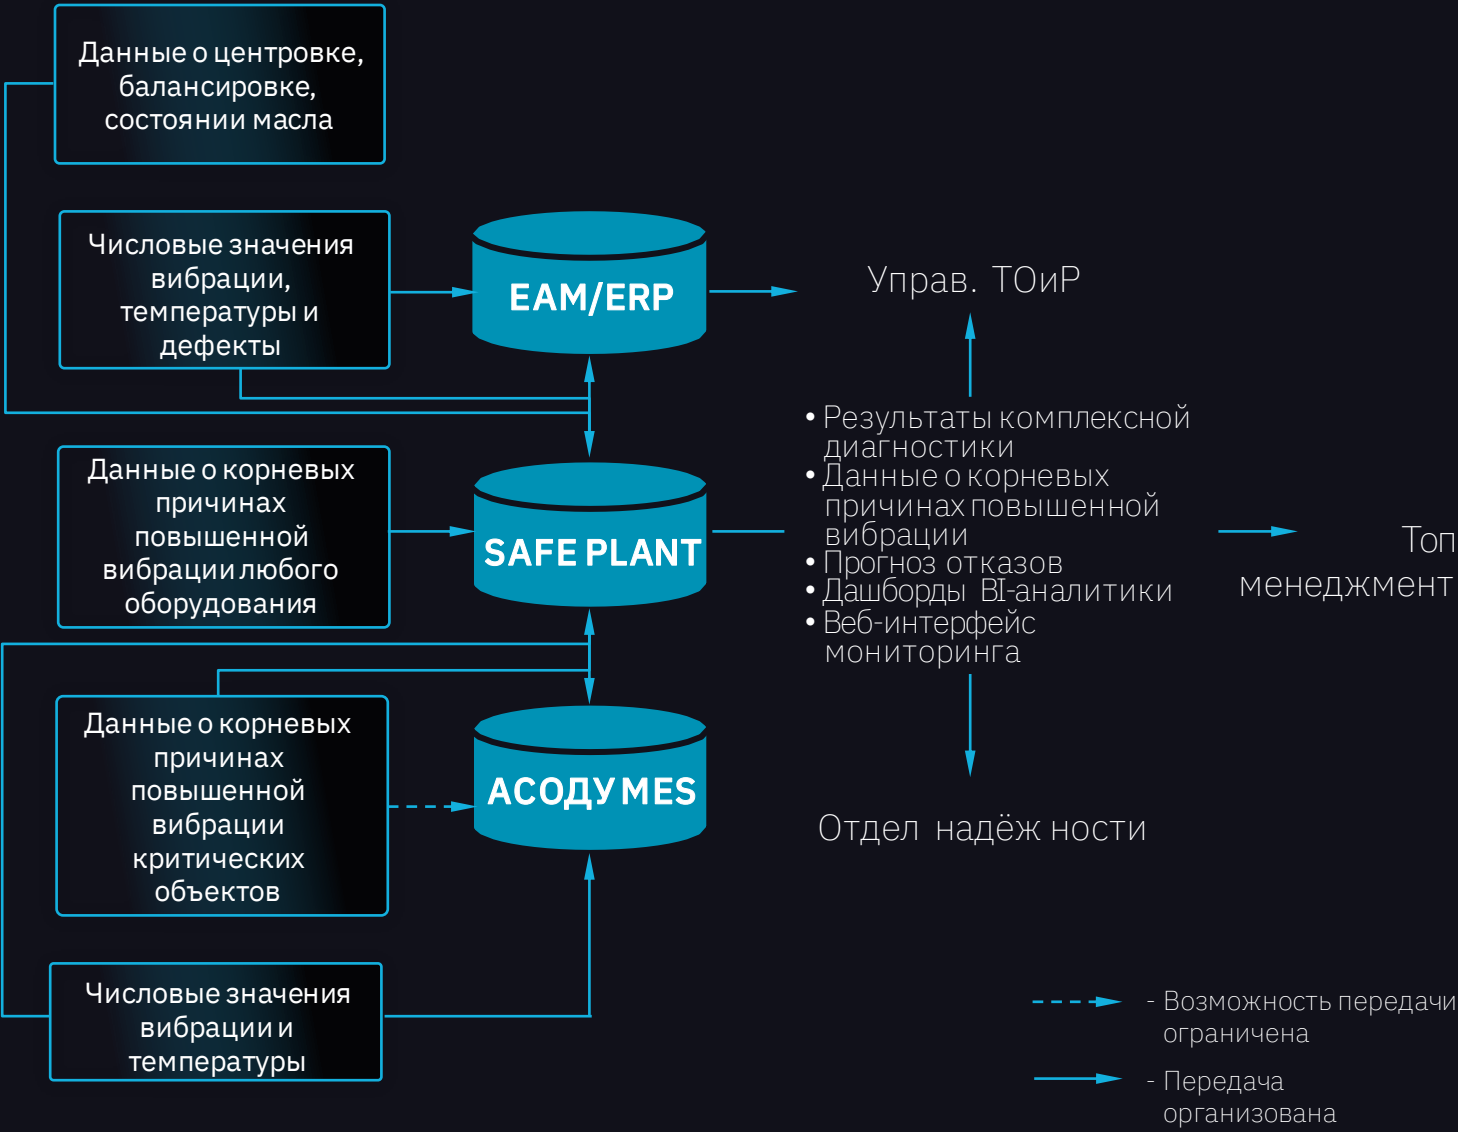 Данные о центровке,
балансировке,
состоянии масла
Числовые значения
вибрации,
температуры и
дефекты
EAM/ERP
Управ. ТОиР
Данные о корневых
причинах
повышенной
вибрации любого
оборудования
SAFE PLANT
• Результаты комплексной
диагностики
• Данные о корневых
причинах повышенной
вибрации
• Прогноз отказов
• Дашборды BI-аналитики
• Веб-интерфейс
мониторинга
Топ
менеджмент
Данные о корневых
причинах
повышенной
вибрации
критических
объектов
АСОДУ MES
Отдел надёж ности
Числовые значения
вибрации и
температуры
- Возможность передачи
ограничена
- Передача
организована